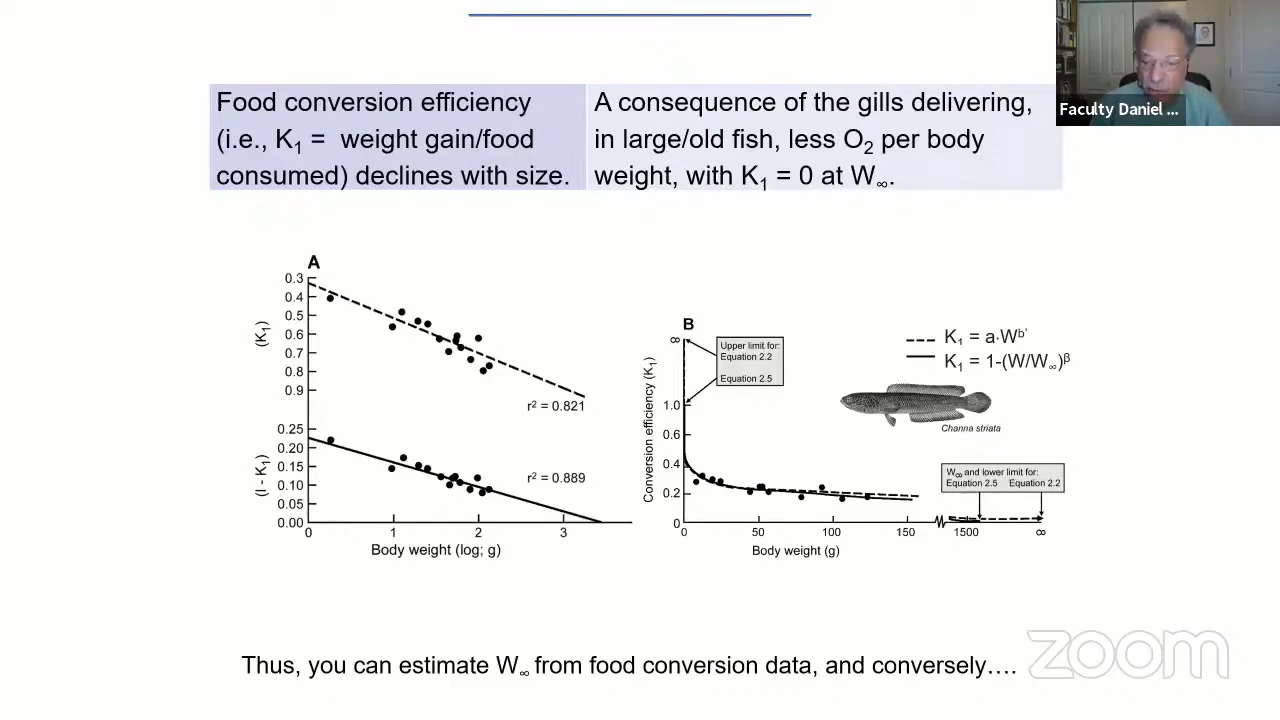 Food conversion efficiency
(i.e., K₁ = weight gain/food
consumed) declines with size.
A consequence of the gills delivering,
in large/old fish, less O₂ per body
weight, with K₁ = 0 at W∞.
Faculty Daniel ...
A
0.3
0.4
0.5
0.6
0.7
0.8
0.9
(K₁)
r² = 0.821
0.25
0.20
0.15
0.10
0.05
0.00
(l - K₁)
r² = 0.889
0 1 2 3
Body weight (log; g)
B
∞
1.0
0.6
0.4
0.2
0
Conversion efficiency (K₁)
Upper limit for:
Equation 2.2
Equation 2.5
K₁ = a·Wᵇ'
K₁ = 1-(W/W∞)ᵝ
Channa striata
W∞ and lower limit for:
Equation 2.5 Equation 2.2
0 50 100 150 1500 ∞
Body weight (g)
Thus, you can estimate W∞ from food conversion data, and conversely….
zoom